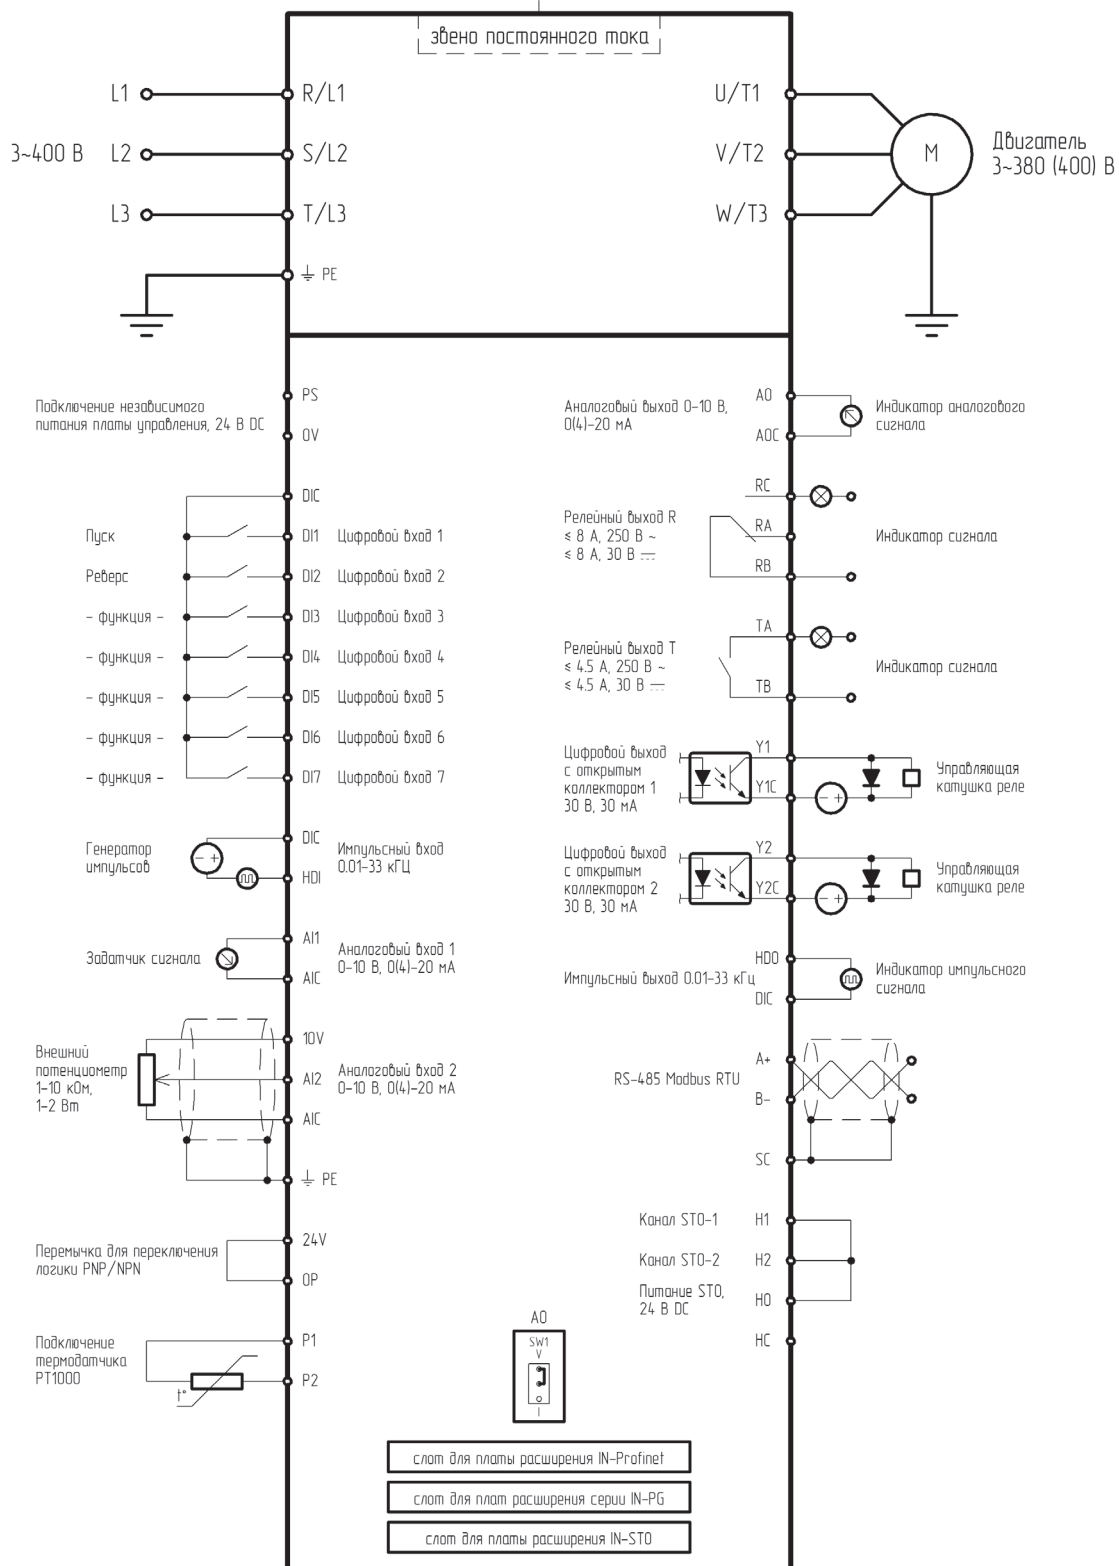 звено постоянного тока
L1
R/L1
U/T1
3~400 В
L2
S/L2
V/T2
M
Двигатель
3~380 (400) В
L3
T/L3
W/T3
PE
Подключение независимого
питания платы управления, 24 В DC
PS
0V
Аналоговый выход 0-10 В,
0(4)-20 мА
AO
AOC
Индикатор аналогового
сигнала
DIC
Пуск
DI1 Цифровой вход 1
Реверс
DI2 Цифровой вход 2
- функция -
DI3 Цифровой вход 3
- функция -
DI4 Цифровой вход 4
- функция -
DI5 Цифровой вход 5
- функция -
DI6 Цифровой вход 6
- функция -
DI7 Цифровой вход 7
Релейный выход R
≤ 8 А, 250 В ~
≤ 8 А, 30 В ⎓
RC
RA
RB
Индикатор сигнала
Релейный выход T
≤ 4.5 А, 250 В ~
≤ 4.5 А, 30 В ⎓
TA
TB
Индикатор сигнала
Цифровой выход
с открытым
коллектором 1
30 В, 30 мА
Y1
Y1C
- +
Управляющая
катушка реле
Генератор
импульсов
- +
DIC
HDI
Импульсный вход
0.01-33 кГЦ
Цифровой выход
с открытым
коллектором 2
30 В, 30 мА
Y2
Y2C
- +
Управляющая
катушка реле
Задатчик сигнала
AI1
AIC
Аналоговый вход 1
0-10 В, 0(4)-20 мА
Импульсный выход 0.01-33 кГц
HDO
DIC
Индикатор импульсного
сигнала
Внешний
потенциометр
1-10 кОм,
1-2 Вт
10V
AI2
AIC
PE
Аналоговый вход 2
0-10 В, 0(4)-20 мА
RS-485 Modbus RTU
A+
B-
SC
Перемычка для переключения
логики PNP/NPN
24V
OP
Канал STO-1
H1
Канал STO-2
H2
Питание STO,
24 В DC
H0
HC
Подключение
термодатчика
PT1000
t°
P1
P2
AO
SW1
V
I
слот для платы расширения IN-Profinet
слот для плат расширения серии IN-PG
слот для платы расширения IN-STO